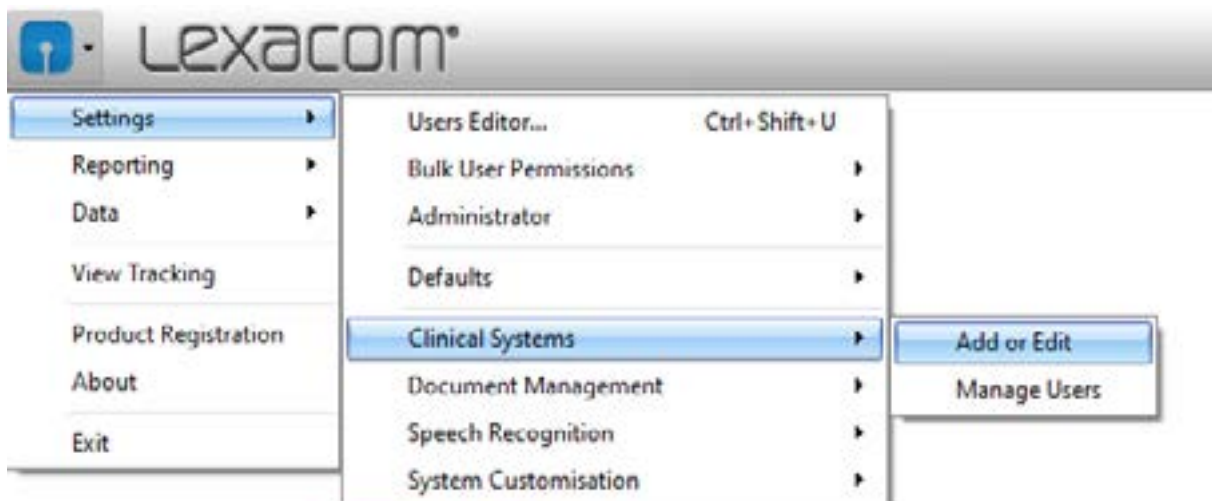 Lexacom
Settings
Reporting
Data
View Tracking
Product Registration
About
Exit
Users Editor... Ctrl+Shift+U
Bulk User Permissions
Administrator
Defaults
Clinical Systems
Document Management
Speech Recognition
System Customisation
Add or Edit
Manage Users